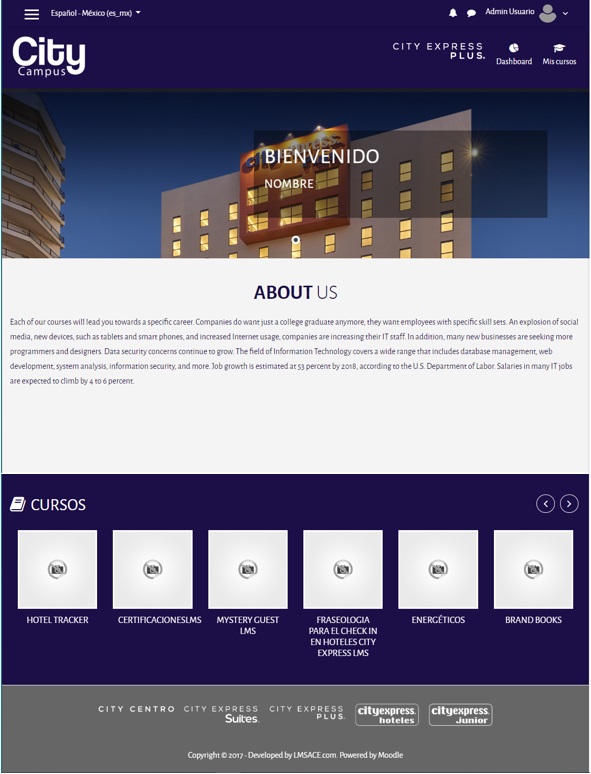 Español - México (es_mx)
Admin Usuario
City
Campus
CITY EXPRESS
PLUS.
Dashboard
Mis cursos
city express
BIENVENIDO
NOMBRE
ABOUT US
Each of our courses will lead you towards a specific career. Companies do want just a college graduate anymore, they want employees with specific skill sets. An explosion of social
media, new devices, such as tablets and smart phones, and increased Internet usage, companies are increasing their IT staff. In addition, many new businesses are seeking more
programmers and designers. Data security concerns continue to grow. The field of Information Technology covers a wide range that includes database management, web
development, system analysis, information security, and more. Job growth is estimated at 53 percent by 2018, according to the U.S. Department of Labor. Salaries in many IT jobs
are expected to climb by 4 to 6 percent.
CURSOS
HOTEL TRACKER
CERTIFICACIONESLMS
MYSTERY GUEST
LMS
FRASEOLOGIA
PARA EL CHECK IN
EN HOTELES CITY
EXPRESS LMS
ENERGÉTICOS
BRAND BOOKS
CITY CENTRO
CITY EXPRESS
Suites.
CITY EXPRESS
PLUS.
cityexpress.
hoteles
cityexpress.
junior
Copyright © 2017 - Developed by LMSACE.com. Powered by Moodle